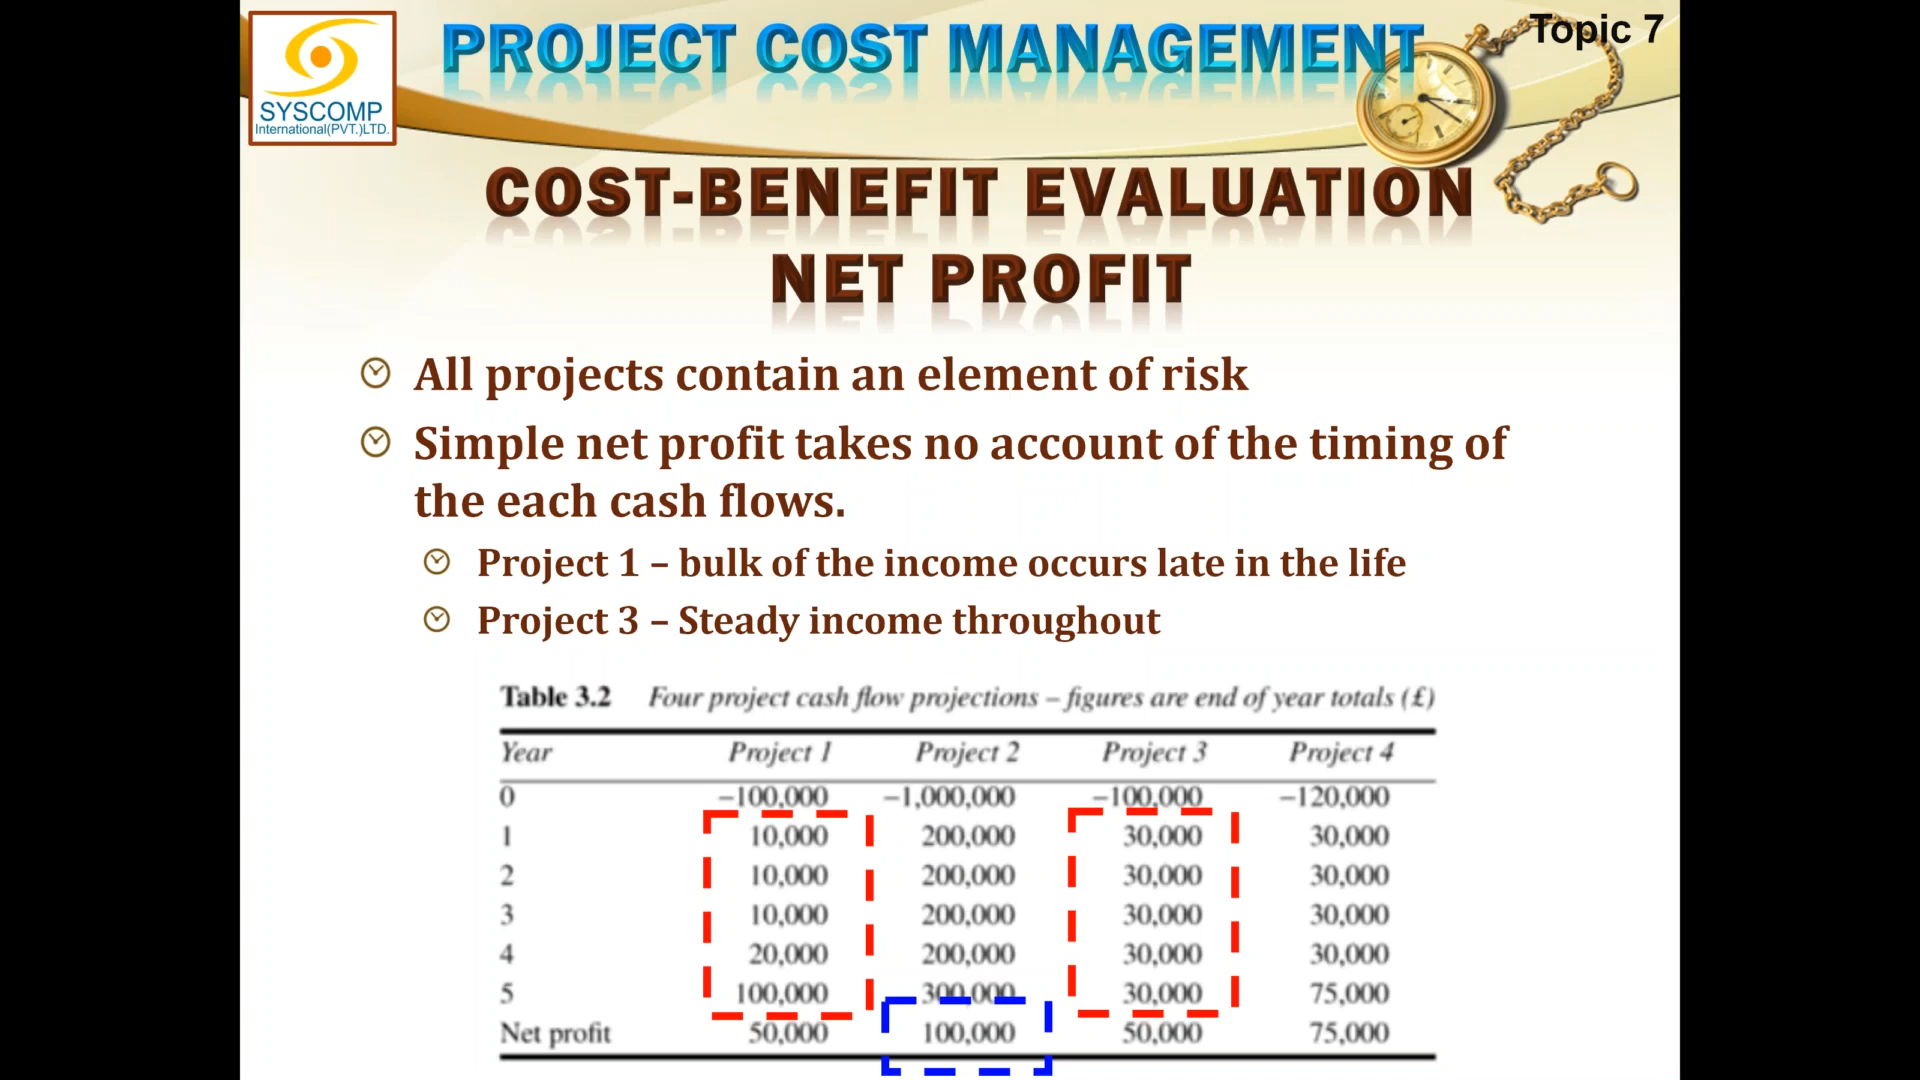 SYSCOMP
International(PVT.)LTD.
PROJECT COST MANAGEMENT
Topic 7
COST-BENEFIT EVALUATION
NET PROFIT
All projects contain an element of risk
Simple net profit takes no account of the timing of
the each cash flows.
Project 1 – bulk of the income occurs late in the life
Project 3 – Steady income throughout
Table 3.2 Four project cash flow projections – figures are end of year totals (£)
Year Project 1 Project 2 Project 3 Project 4
0 –100,000 –1,000,000 –100,000 –120,000
1 10,000 200,000 30,000 30,000
2 10,000 200,000 30,000 30,000
3 10,000 200,000 30,000 30,000
4 20,000 200,000 30,000 30,000
5 100,000 300,000 30,000 75,000
Net profit 50,000 100,000 50,000 75,000